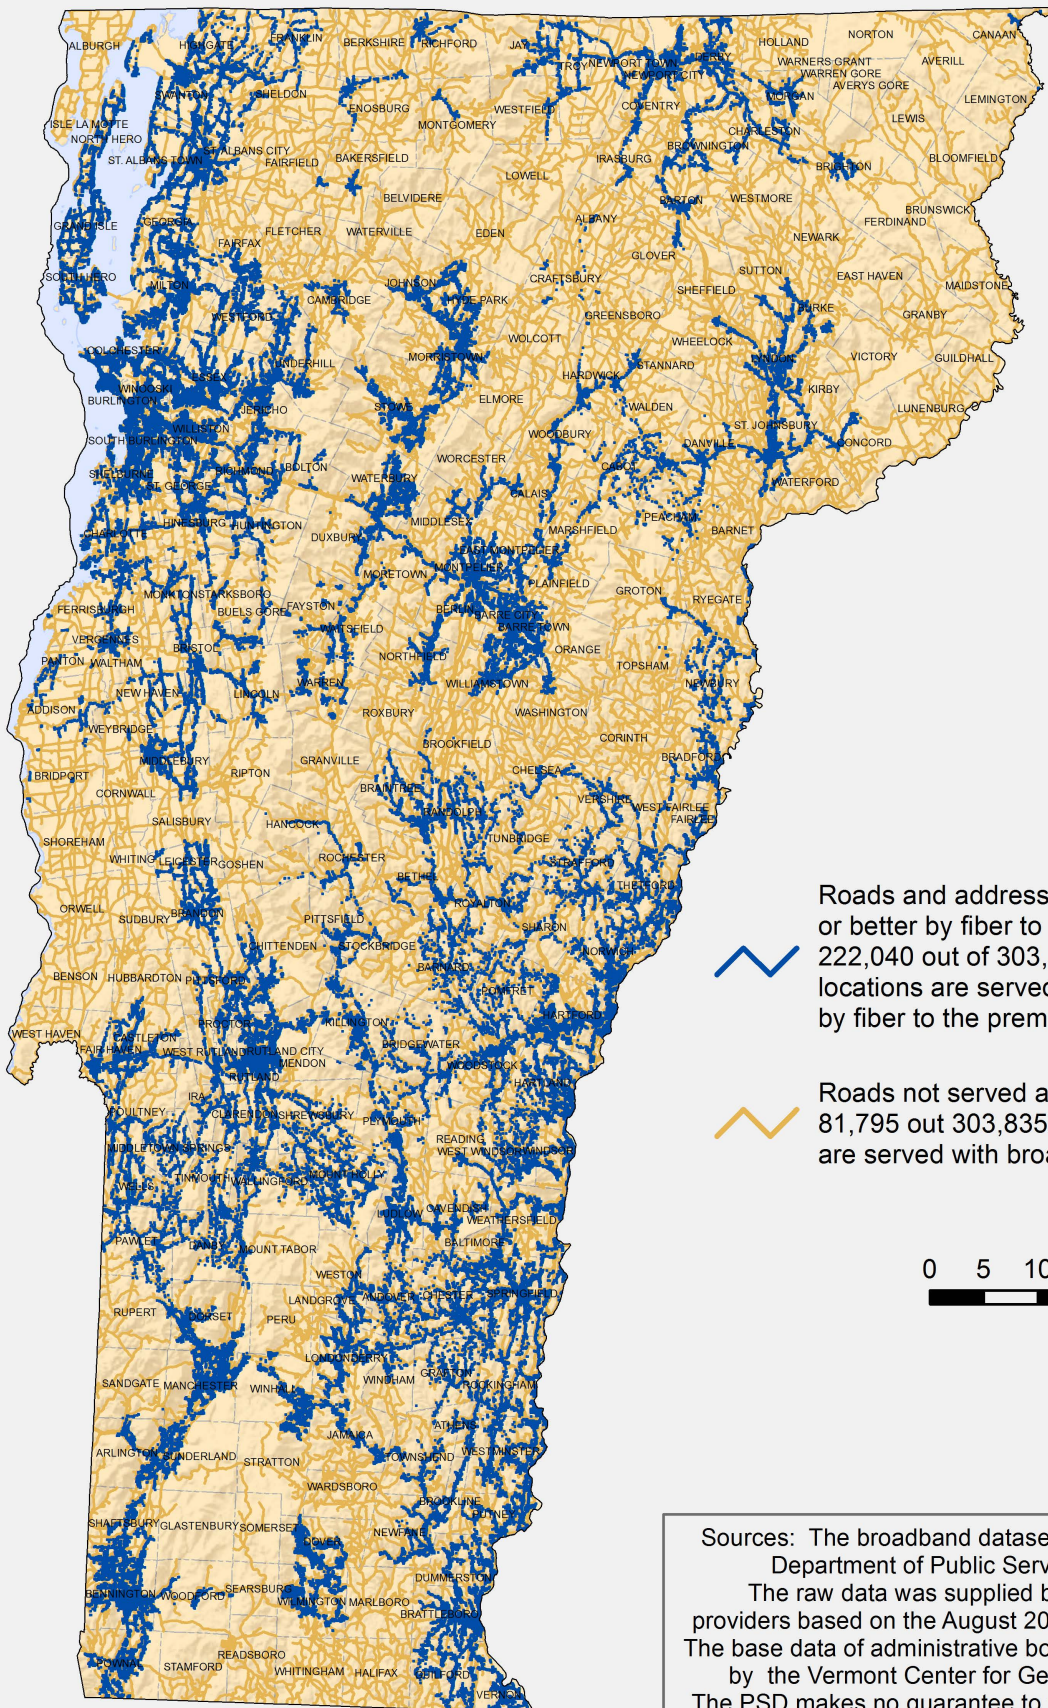 ALBURGH
HIGHGATE
FRANKLIN
BERKSHIRE
RICHFORD
JAY
TROY
NEWPORT TOWN
NEWPORT CITY
DERBY
HOLLAND
NORTON
CANAAN
WARNERS GRANT
WARREN GORE
AVERYS GORE
AVERILL
LEMINGTON
SWANTON
SHELDON
ENOSBURG
MONTGOMERY
WESTFIELD
COVENTRY
MORGAN
LEWIS
ISLE LA MOTTE
NORTH HERO
ST. ALBANS TOWN
ST. ALBANS CITY
FAIRFIELD
BAKERSFIELD
LOWELL
IRASBURG
BROWNINGTON
CHARLESTON
BRIGHTON
BLOOMFIELD
BELVIDERE
BARTON
WESTMORE
BRUNSWICK
FERDINAND
GRAND ISLE
GEORGIA
FAIRFAX
FLETCHER
WATERVILLE
EDEN
ALBANY
GLOVER
NEWARK
SOUTH HERO
MILTON
WESTFORD
CAMBRIDGE
JOHNSON
HYDE PARK
CRAFTSBURY
GREENSBORO
SHEFFIELD
SUTTON
EAST HAVEN
MAIDSTONE
BURKE
GRANBY
COLCHESTER
WINOOSKI
BURLINGTON
ESSEX
UNDERHILL
JERICHO
MORRISTOWN
WOLCOTT
HARDWICK
STANNARD
WHEELOCK
LYNDON
VICTORY
GUILDHALL
KIRBY
LUNENBURG
STOWE
ELMORE
WALDEN
WILLISTON
SOUTH BURLINGTON
WOODBURY
DANVILLE
ST. JOHNSBURY
CONCORD
SHELBURNE
ST. GEORGE
RICHMOND
BOLTON
WATERBURY
WORCESTER
CABOT
WATERFORD
CALAIS
CHARLOTTE
HINESBURG
HUNTINGTON
DUXBURY
MIDDLESEX
MARSHFIELD
PEACHAM
BARNET
EAST MONTPELIER
MONTPELIER
MORETOWN
PLAINFIELD
GROTON
RYEGATE
FERRISBURGH
MONKTON
STARKSBORO
BUELS GORE
FAYSTON
WAITSFIELD
BERLIN
BARRE CITY
BARRE TOWN
VERGENNES
PANTON
WALTHAM
BRISTOL
NORTHFIELD
ORANGE
TOPSHAM
NEWBURY
NEW HAVEN
LINCOLN
WARREN
WILLIAMSTOWN
ADDISON
WEYBRIDGE
ROXBURY
WASHINGTON
CORINTH
BRADFORD
MIDDLEBURY
BRIDPORT
CORNWALL
RIPTON
GRANVILLE
BROOKFIELD
CHELSEA
BRAINTREE
RANDOLPH
VERSHIRE
WEST FAIRLEE
FAIRLEE
SALISBURY
HANCOCK
TUNBRIDGE
SHOREHAM
WHITING
LEICESTER
GOSHEN
ROCHESTER
BETHEL
STRAFFORD
THETFORD
ORWELL
SUDBURY
BRANDON
PITTSFIELD
ROYALTON
SHARON
CHITTENDEN
STOCKBRIDGE
NORWICH
BENSON
HUBBARDTON
PITTSFORD
BARNARD
POMFRET
WEST HAVEN
CASTLETON
FAIR HAVEN
PROCTOR
WEST RUTLAND
RUTLAND CITY
MENDON
RUTLAND
KILLINGTON
BRIDGEWATER
HARTFORD
WOODSTOCK
HARTLAND
IRA
POULTNEY
CLARENDON
SHREWSBURY
PLYMOUTH
READING
WEST WINDSOR
WINDSOR
MIDDLETOWN SPRINGS
WELLS
TINMOUTH
WALLINGFORD
MOUNT HOLLY
LUDLOW
CAVENDISH
WEATHERSFIELD
BALTIMORE
PAWLET
DANBY
MOUNT TABOR
WESTON
LANDGROVE
ANDOVER
CHESTER
SPRINGFIELD
RUPERT
DORSET
PERU
LONDONDERRY
WINDHAM
GRAFTON
ROCKINGHAM
SANDGATE
MANCHESTER
WINHALL
JAMAICA
ATHENS
TOWNSHEND
WESTMINSTER
ARLINGTON
SUNDERLAND
STRATTON
WARDSBORO
BROOKLINE
PUTNEY
SHAFTSBURY
GLASTENBURY
SOMERSET
DOVER
NEWFANE
BENNINGTON
WOODFORD
SEARSBURG
WILMINGTON
MARLBORO
DUMMERSTON
BRATTLEBORO
POWNAL
STAMFORD
READSBORO
WHITINGHAM
HALIFAX
GUILFORD
VERNON
Roads and address
or better by fiber to
222,040 out of 303,
locations are served
by fiber to the prem
Roads not served a
81,795 out 303,835
are served with broa
0 5 10
Sources: The broadband datase
Department of Public Serv
The raw data was supplied b
providers based on the August 20
The base data of administrative bo
by the Vermont Center for Ge
The PSD makes no guarantee to